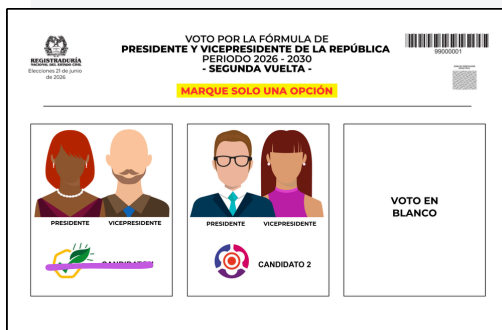 VOTO POR LA FÓRMULA DE
PRESIDENTE Y VICEPRESIDENTE DE LA REPÚBLICA
PERIODO 2026 - 2030
- SEGUNDA VUELTA -
MARQUE SOLO UNA OPCIÓN
REGISTRADURÍA
NACIONAL DEL ESTADO CIVIL
Elecciones 21 de junio
de 2026
99000001
PRESIDENTE VICEPRESIDENTE
PRESIDENTE VICEPRESIDENTE
CANDIDATO 2
VOTO EN
BLANCO